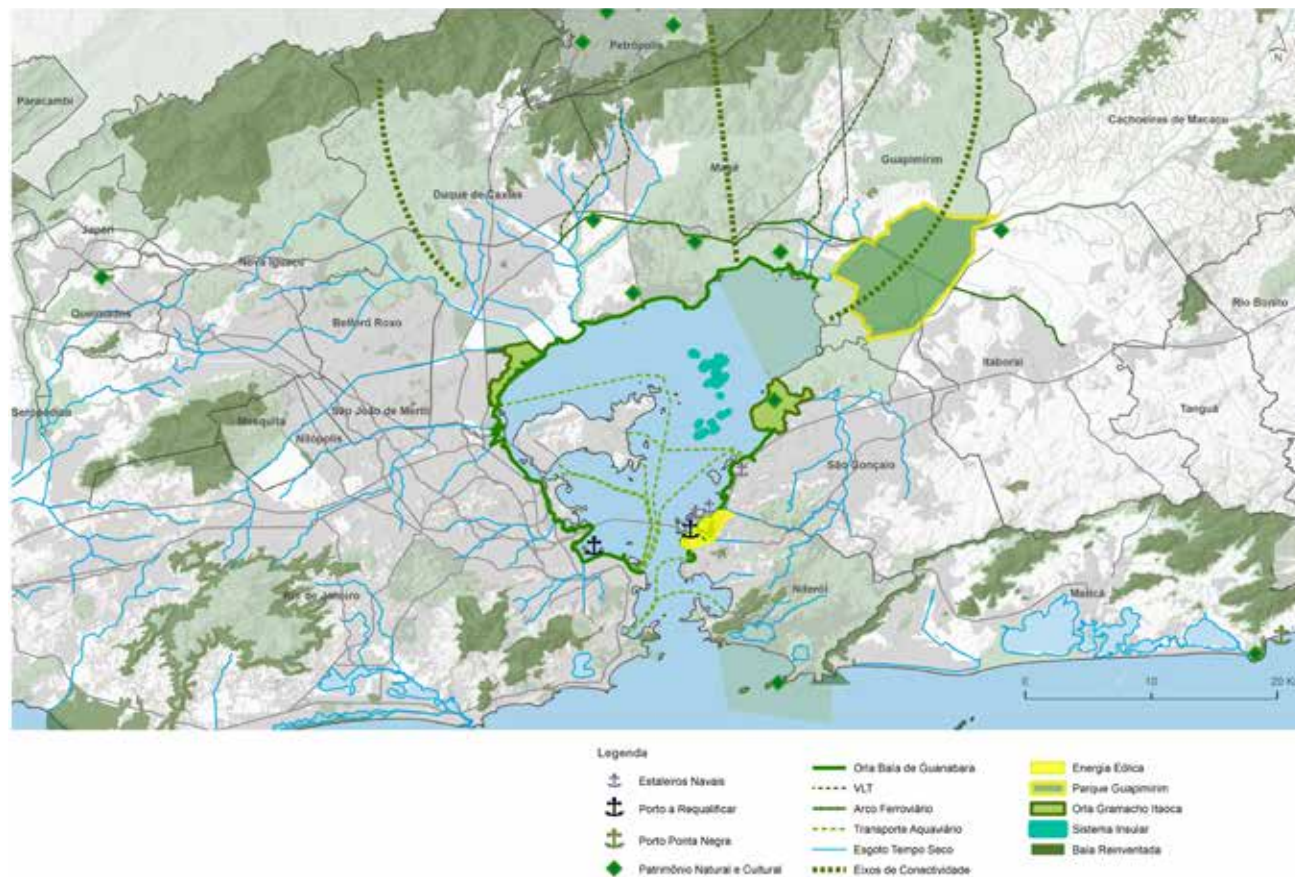 Petrópolis
Paracambi
Cachoeiras de Macacu
Magé
Guapimirim
Duque de Caxias
Japeri
Nova Iguaçu
Queimados
Belford Roxo
Rio Bonito
Itaboraí
Seropédica
Mesquita
São João de Meriti
Nilópolis
Tanguá
São Gonçalo
Rio de Janeiro
Niterói
Maricá
N
0 10 20 K
Legenda
Estaleiros Navais
Porto a Requalificar
Porto Ponta Negra
Patrimônio Natural e Cultural
Orla Baía de Guanabara
VLT
Arco Ferroviário
Transporte Aquaviário
Esgoto Tempo Seco
Eixos de Conectividade
Energia Eólica
Parque Guapimirim
Orla Gramacho Itaoca
Sistema Insular
Baía Reinventada